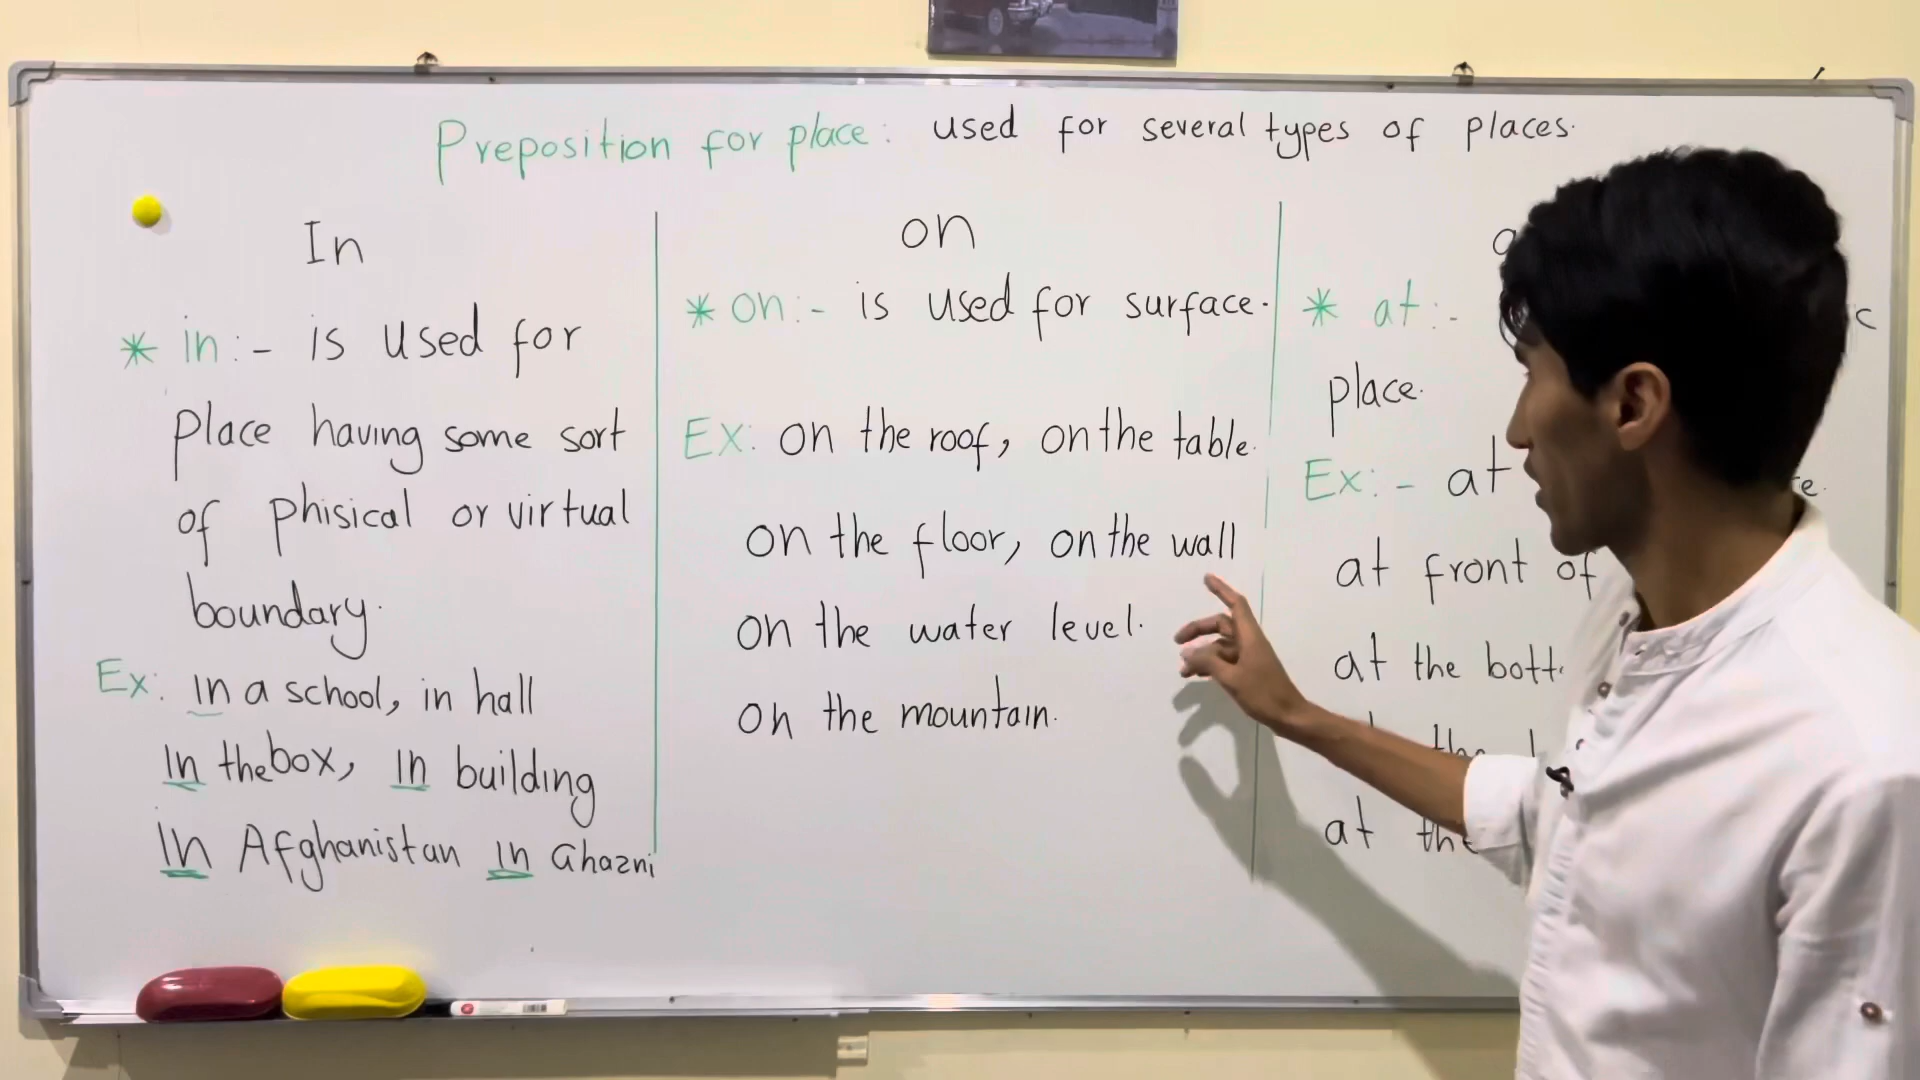 Preposition for place: used for several types of places.
In
* in:- is used for
place having some sort
of phisical or virtual
boundary.
Ex: in a school, in hall
in the box, in building
in Afghanistan in Ghazni
on
* on:- is used for surface.
Ex: on the roof, on the table.
on the floor, on the wall
on the water level.
on the mountain.
* at:-
place.
Ex:- at
at front of
at the
at the